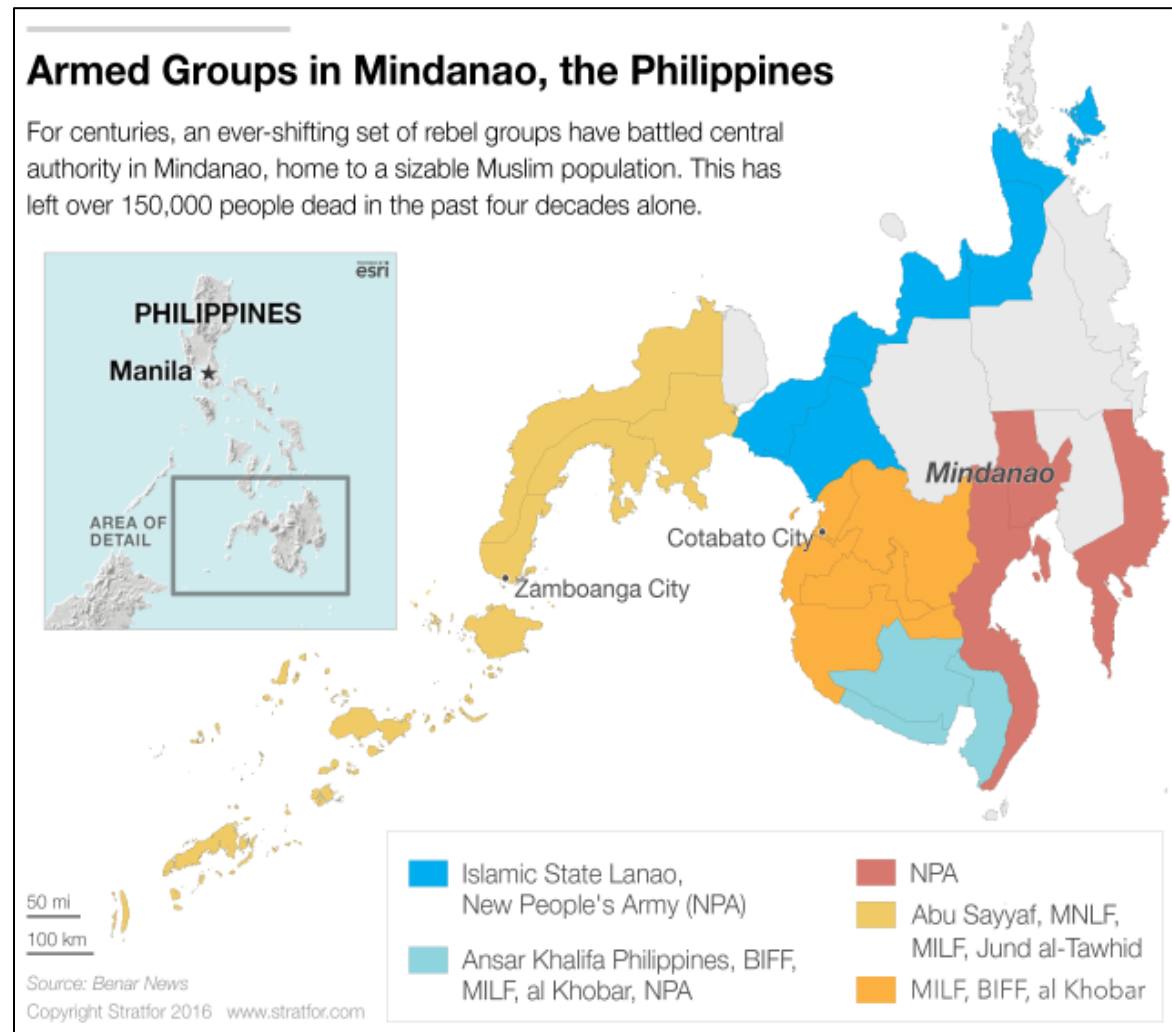 Armed Groups in Mindanao, the Philippines
For centuries, an ever-shifting set of rebel groups have battled central
authority in Mindanao, home to a sizable Muslim population. This has
left over 150,000 people dead in the past four decades alone.
esri
PHILIPPINES
Manila
AREA OF
DETAIL
Mindanao
Cotabato City
Zamboanga City
Islamic State Lanao,
New People's Army (NPA)
Ansar Khalifa Philippines, BIFF,
MILF, al Khobar, NPA
NPA
Abu Sayyaf, MNLF,
MILF, Jund al-Tawhid
MILF, BIFF, al Khobar
50 mi
100 km
Source: Benar News
Copyright Stratfor 2016 www.stratfor.com